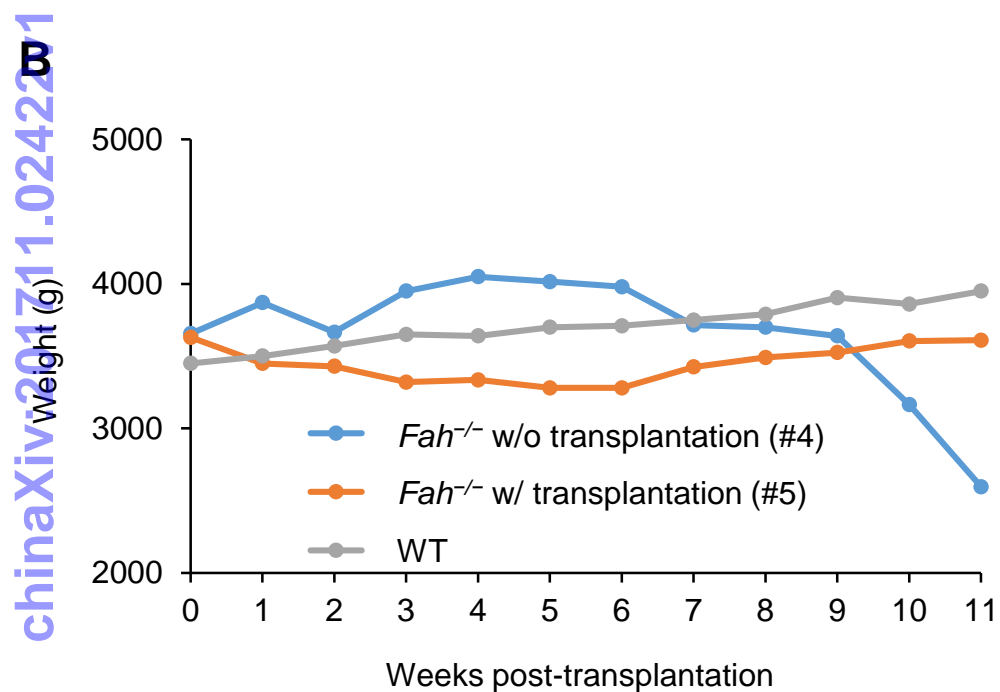 chinaXiv:201711.02422v1
B
Weight (g)
5000
4000
3000
2000
Fah⁻/⁻ w/o transplantation (#4)
Fah⁻/⁻ w/ transplantation (#5)
WT
0 1 2 3 4 5 6 7 8 9 10 11
Weeks post-transplantation